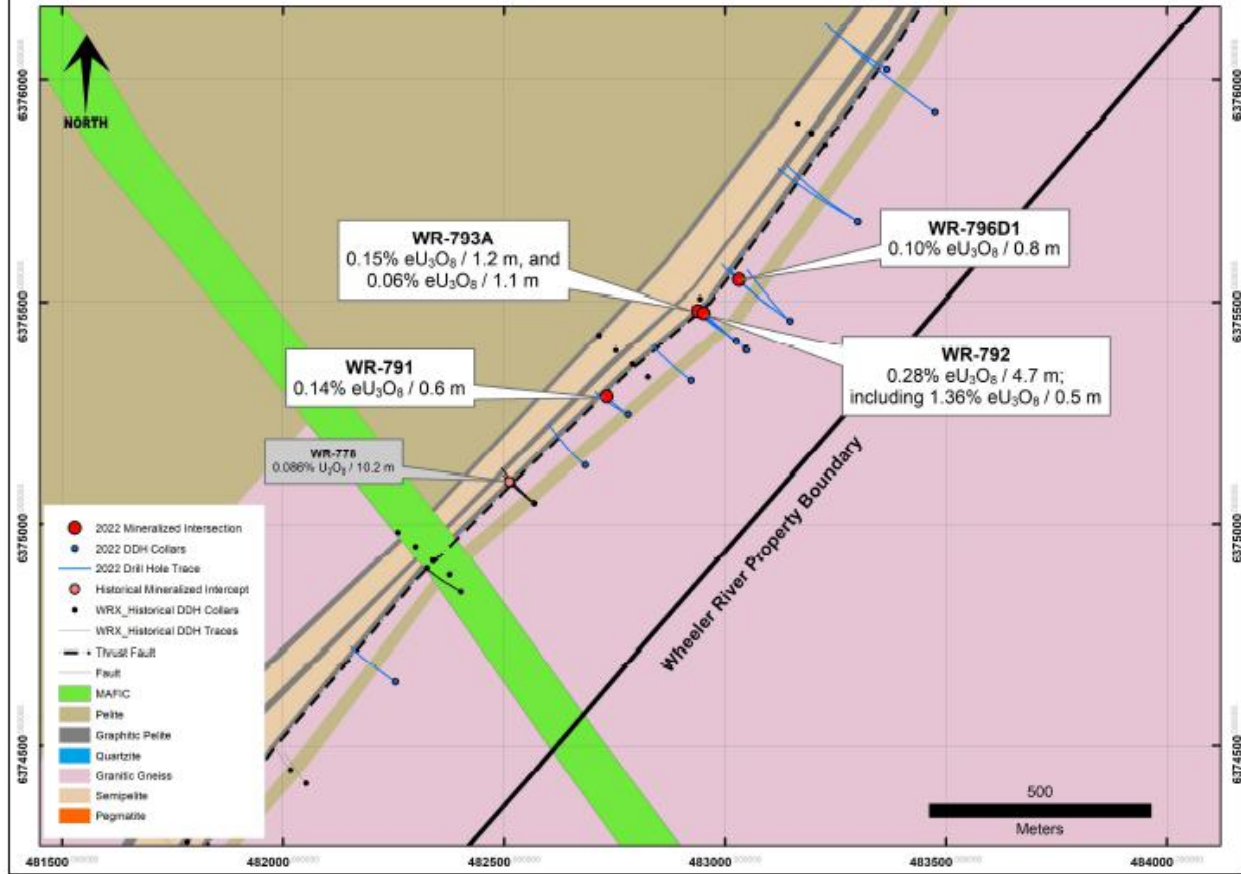 NORTH
WR-793A
0.15% eU₃O₈ / 1.2 m, and
0.06% eU₃O₈ / 1.1 m
WR-796D1
0.10% eU₃O₈ / 0.8 m
WR-791
0.14% eU₃O₈ / 0.6 m
WR-792
0.28% eU₃O₈ / 4.7 m;
including 1.36% eU₃O₈ / 0.5 m
WR-778
0.086% U₃O₈ / 10.2 m
Wheeler River Property Boundary
2022 Mineralized Intersection
2022 DDH Collars
2022 Drill Hole Trace
Historical Mineralized Intercept
WRX_Historical DDH Collars
WRX_Historical DDH Traces
Thrust Fault
Fault
MAFIC
Pelite
Graphitic Pelite
Quartzite
Granitic Gneiss
Semipelite
Pegmatite
500
Meters
6376000
6375500
6375000
6374500
6376000
6375500
6375000
6374500
481500
482000
482500
483000
483500
484000